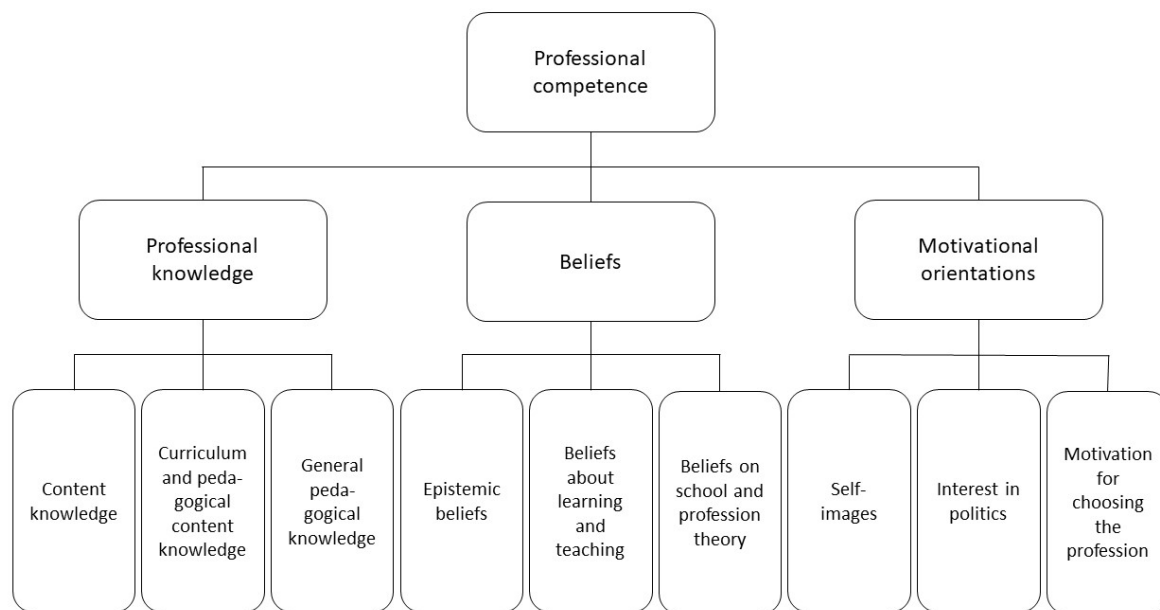 Professional
competence
Professional
knowledge
Beliefs
Motivational
orientations
Content
knowledge
Curriculum
and peda-
gogical
content
knowledge
General
peda-
gogical
knowledge
Epistemic
beliefs
Beliefs
about
learning
and
teaching
Beliefs on
school and
profession
theory
Self-
images
Interest in
politics
Motivation
for
choosing
the
profession